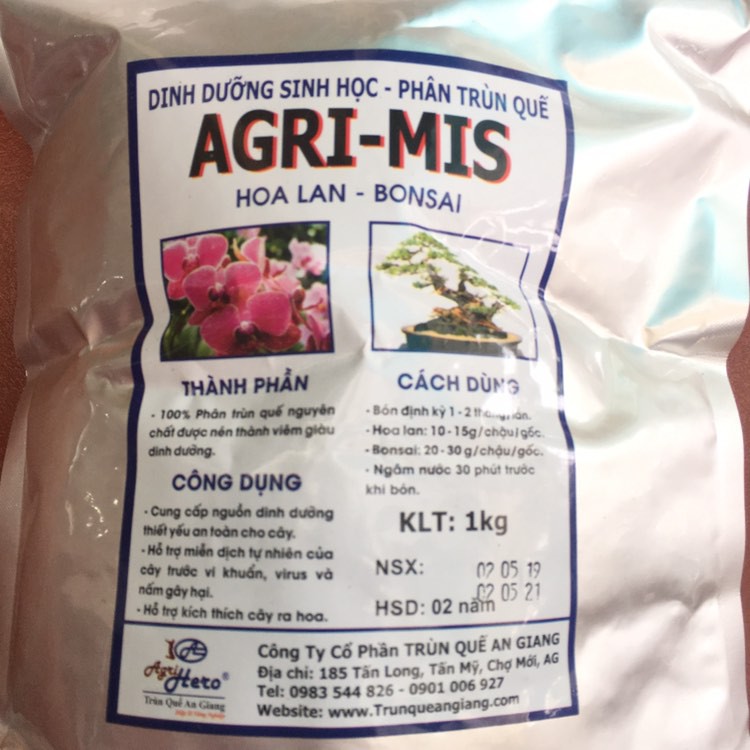 DINH DƯỠNG SINH HỌC - PHÂN TRÙN QUẾ
AGRI-MIS
HOA LAN - BONSAI
THÀNH PHẦN
- 100% Phân trùn quế nguyên
chất được nén thành viêm giàu
dinh dưỡng.
CÔNG DỤNG
- Cung cấp nguồn dinh dưỡng
thiết yếu an toàn cho cây.
- Hỗ trợ miễn dịch tự nhiên của
cây trước vi khuẩn, virus và
nấm gây hại.
- Hỗ trợ kích thích cây ra hoa.
CÁCH DÙNG
- Bón định kỳ 1 - 2 tháng/lần.
- Hoa lan: 10 - 15g/chậu/gốc.
- Bonsai: 20 - 30 g/chậu/gốc.
- Ngâm nước 30 phút trước
khi bón.
KLT: 1kg
NSX: 02 05 19
02 05 21
HSD: 02 năm
Agri Hero®
Trùn Quế An Giang
Công Ty Cổ Phần TRÙN QUẾ AN GIANG
Địa chỉ: 185 Tấn Long, Tấn Mỹ, Chợ Mới, AG
Tel: 0983 544 826 - 0901 006 927
Website: www.Trunqueangiang.com